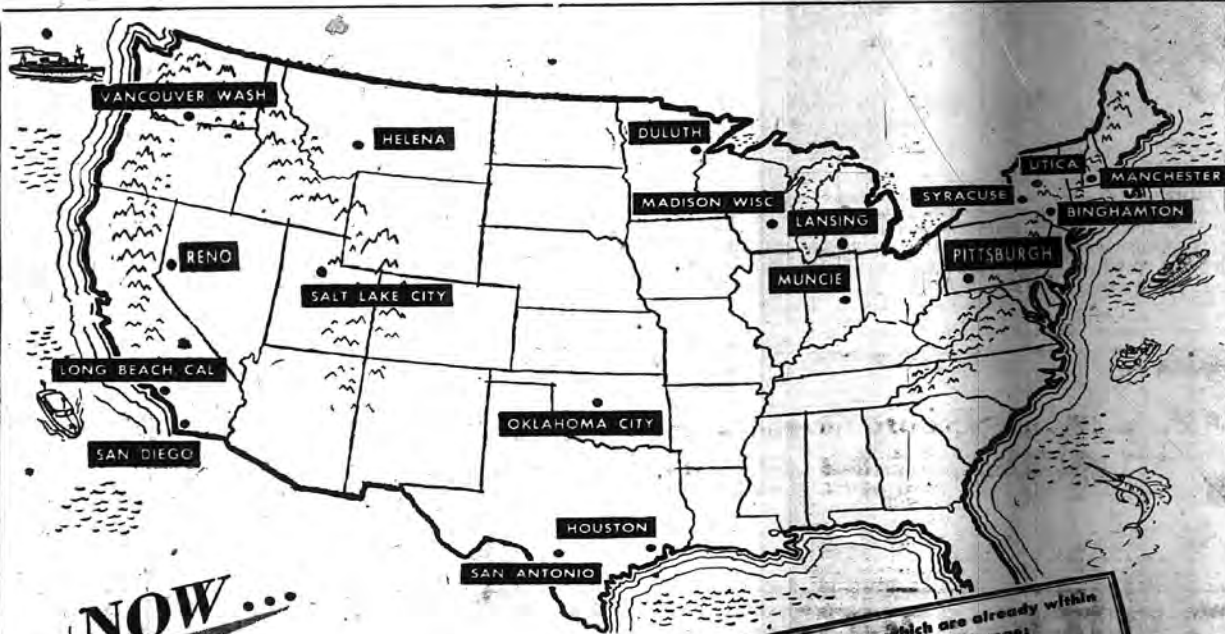 VANCOUVER WASH
HELENA
DULUTH
UTICA
MANCHESTER
SYRACUSE
MADISON WISC
LANSING
BINGHAMTON
RENO
PITTSBURGH
SALT LAKE CITY
MUNCIE
LONG BEACH, CAL
OKLAHOMA CITY
SAN DIEGO
HOUSTON
SAN ANTONIO
NOW...
which are already within